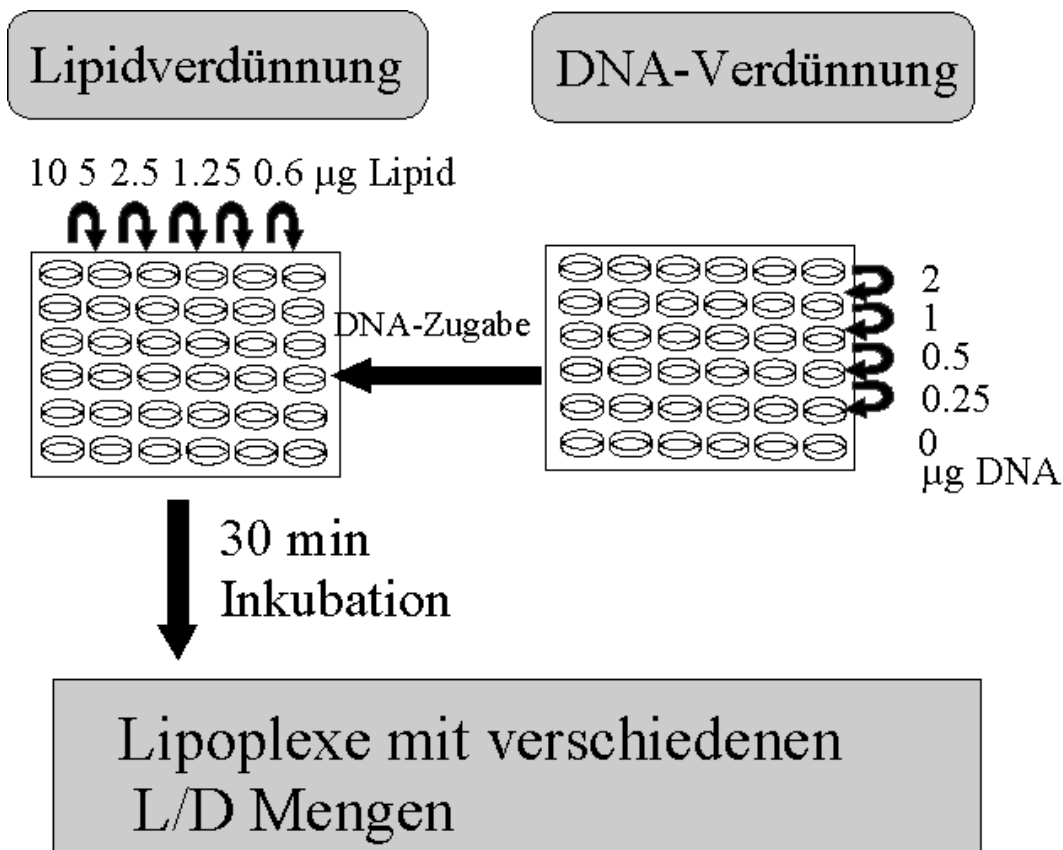 Lipidverdünnung
DNA-Verdünnung
10 5 2.5 1.25 0.6 µg Lipid
DNA-Zugabe
2
1
0.5
0.25
0
µg DNA
30 min
Inkubation
Lipoplexe mit verschiedenen
L/D Mengen